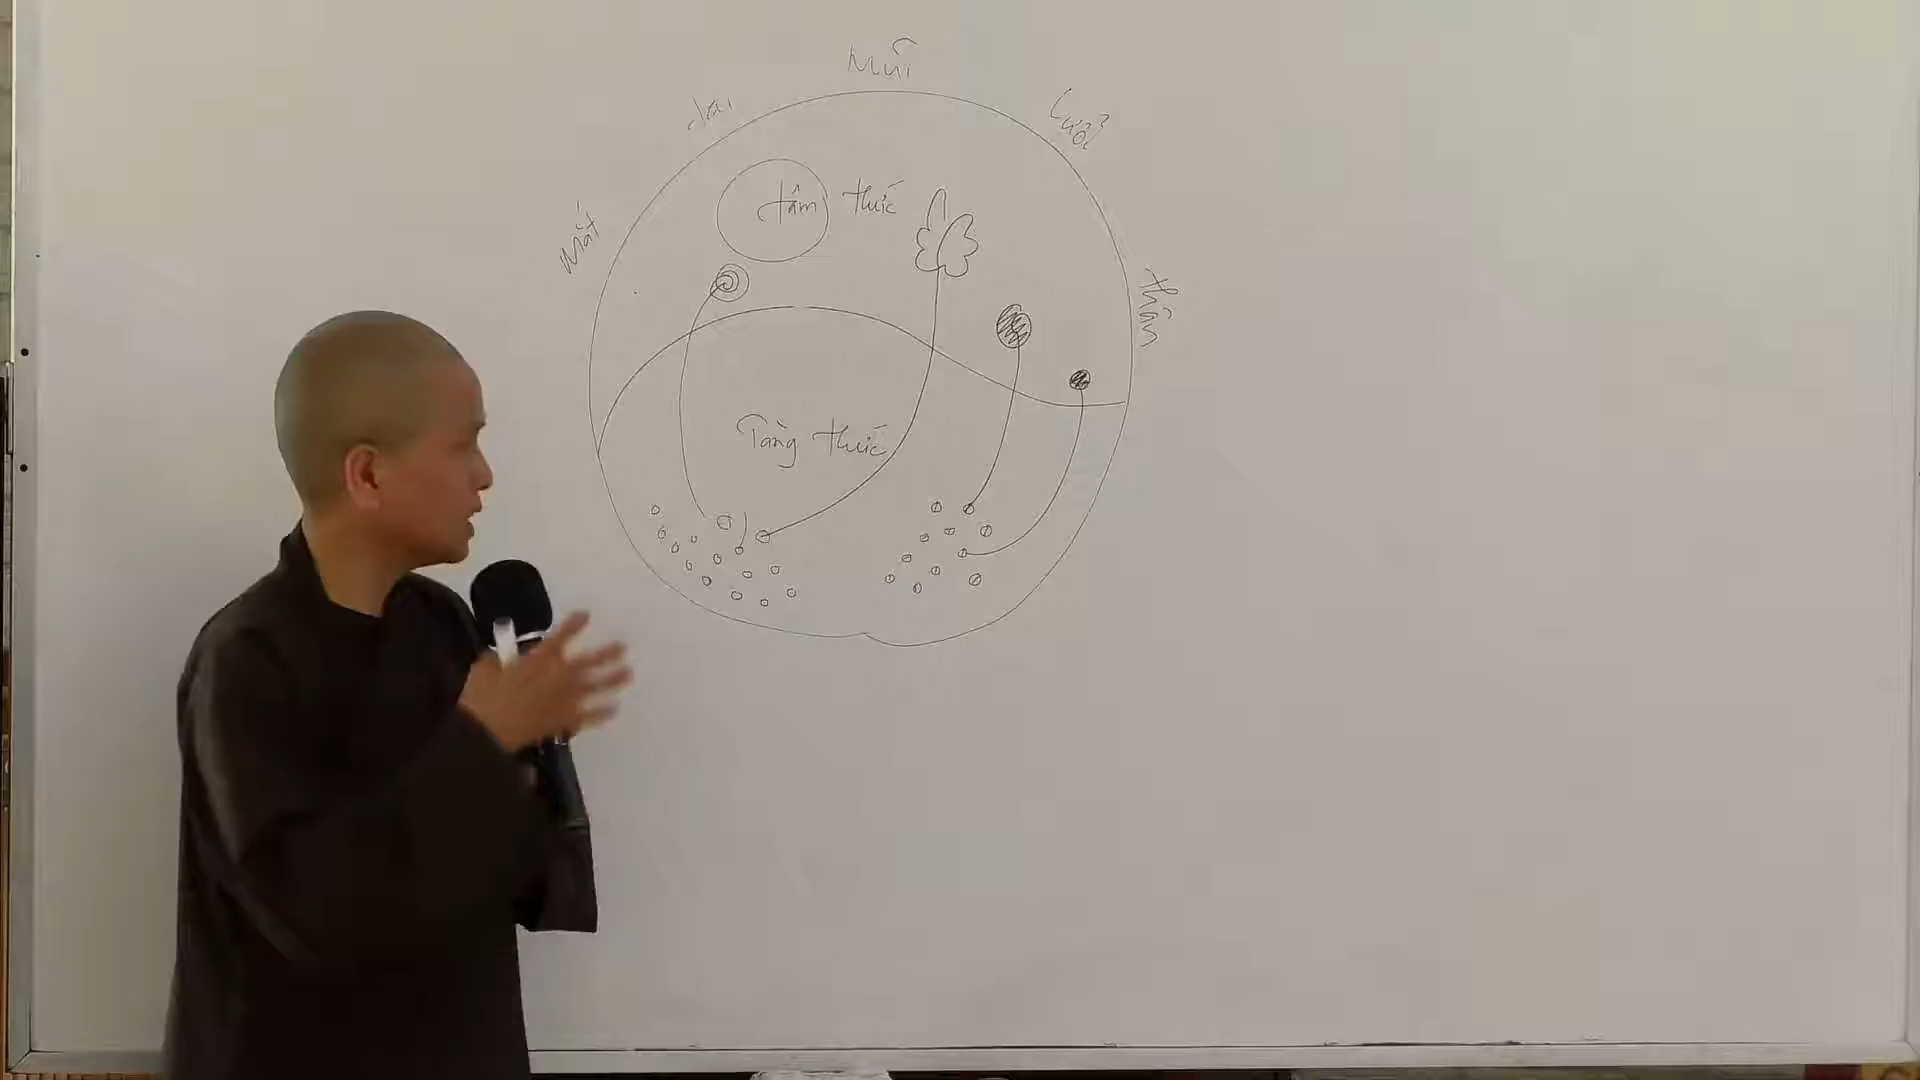 Mũi
tai
Lưỡi
Mắt
tâm thức
thân
Tàng thức